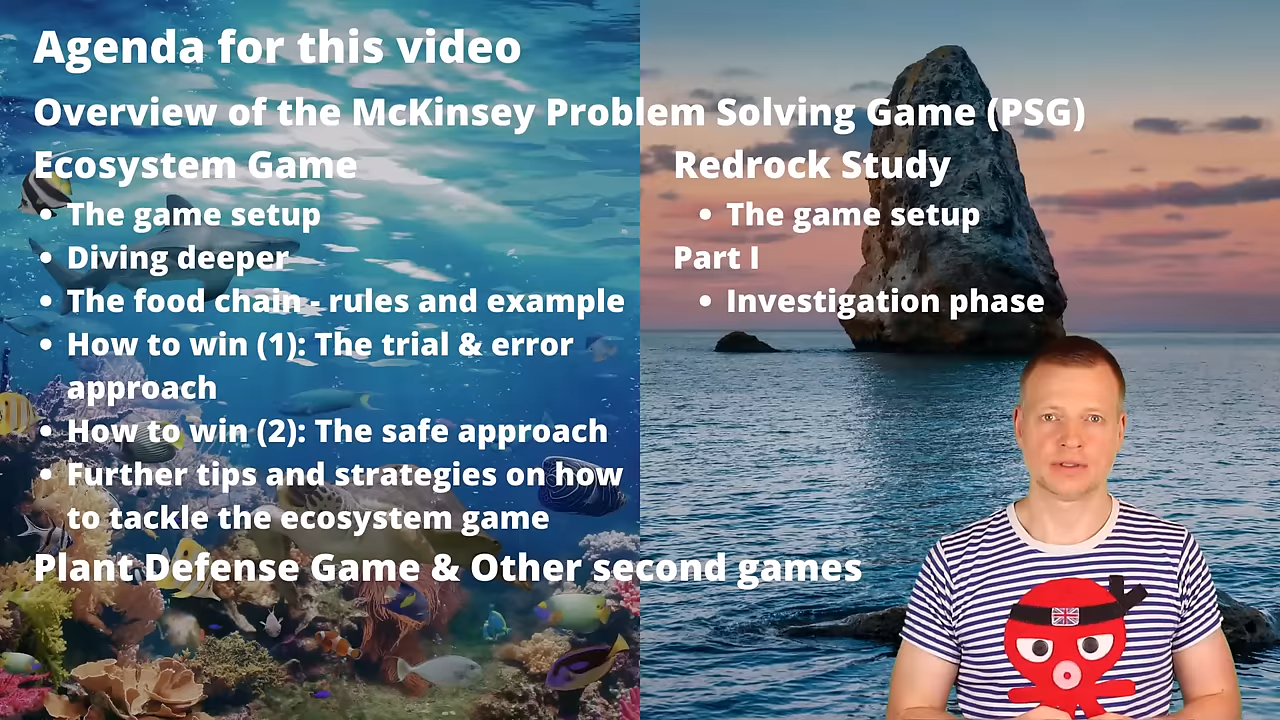 Agenda for this video
Overview of the McKinsey Problem Solving Game (PSG)
Ecosystem Game
• The game setup
• Diving deeper
• The food chain - rules and example
• How to win (1): The trial & error
approach
• How to win (2): The safe approach
• Further tips and strategies on how
to tackle the ecosystem game
Redrock Study
• The game setup
Part I
• Investigation phase
Plant Defense Game & Other second games